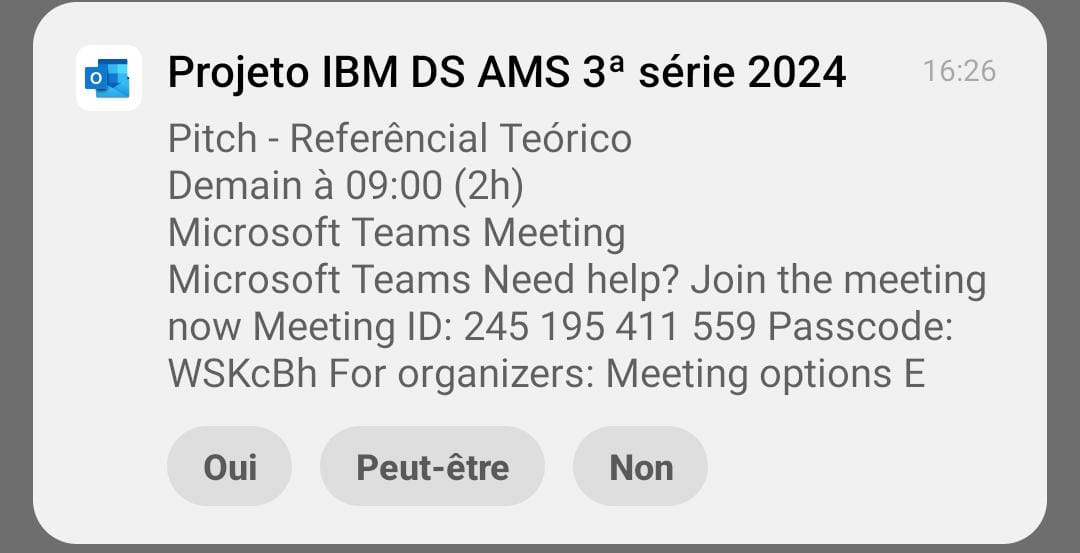 Projeto IBM DS AMS 3ª série 2024
16:26
Pitch - Referêncial Teórico
Demain à 09:00 (2h)
Microsoft Teams Meeting
Microsoft Teams Need help? Join the meeting
now Meeting ID: 245 195 411 559 Passcode:
WSKcBh For organizers: Meeting options E
Oui
Peut-être
Non